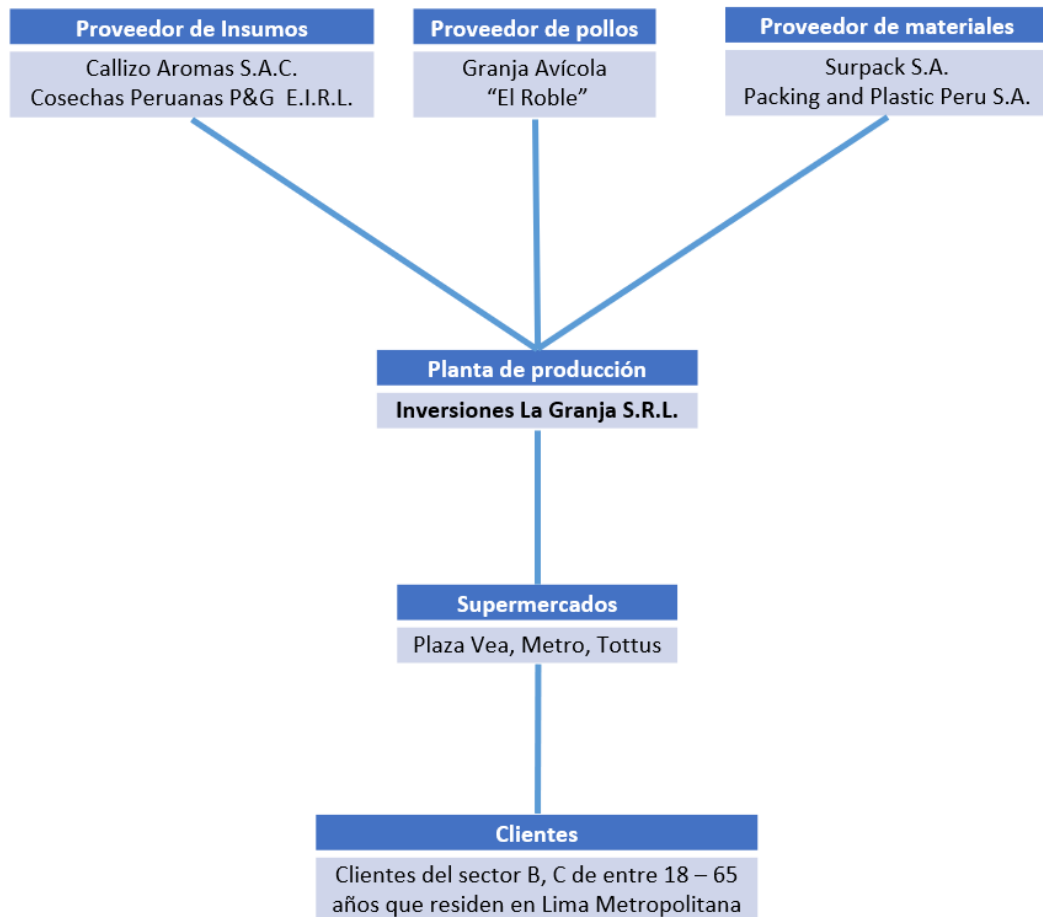 Proveedor de Insumos
Callizo Aromas S.A.C.
Cosechas Peruanas P&G E.I.R.L.
Proveedor de pollos
Granja Avícola
“El Roble”
Proveedor de materiales
Surpack S.A.
Packing and Plastic Peru S.A.
Planta de producción
Inversiones La Granja S.R.L.
Supermercados
Plaza Vea, Metro, Tottus
Clientes
Clientes del sector B, C de entre 18 – 65
años que residen en Lima Metropolitana